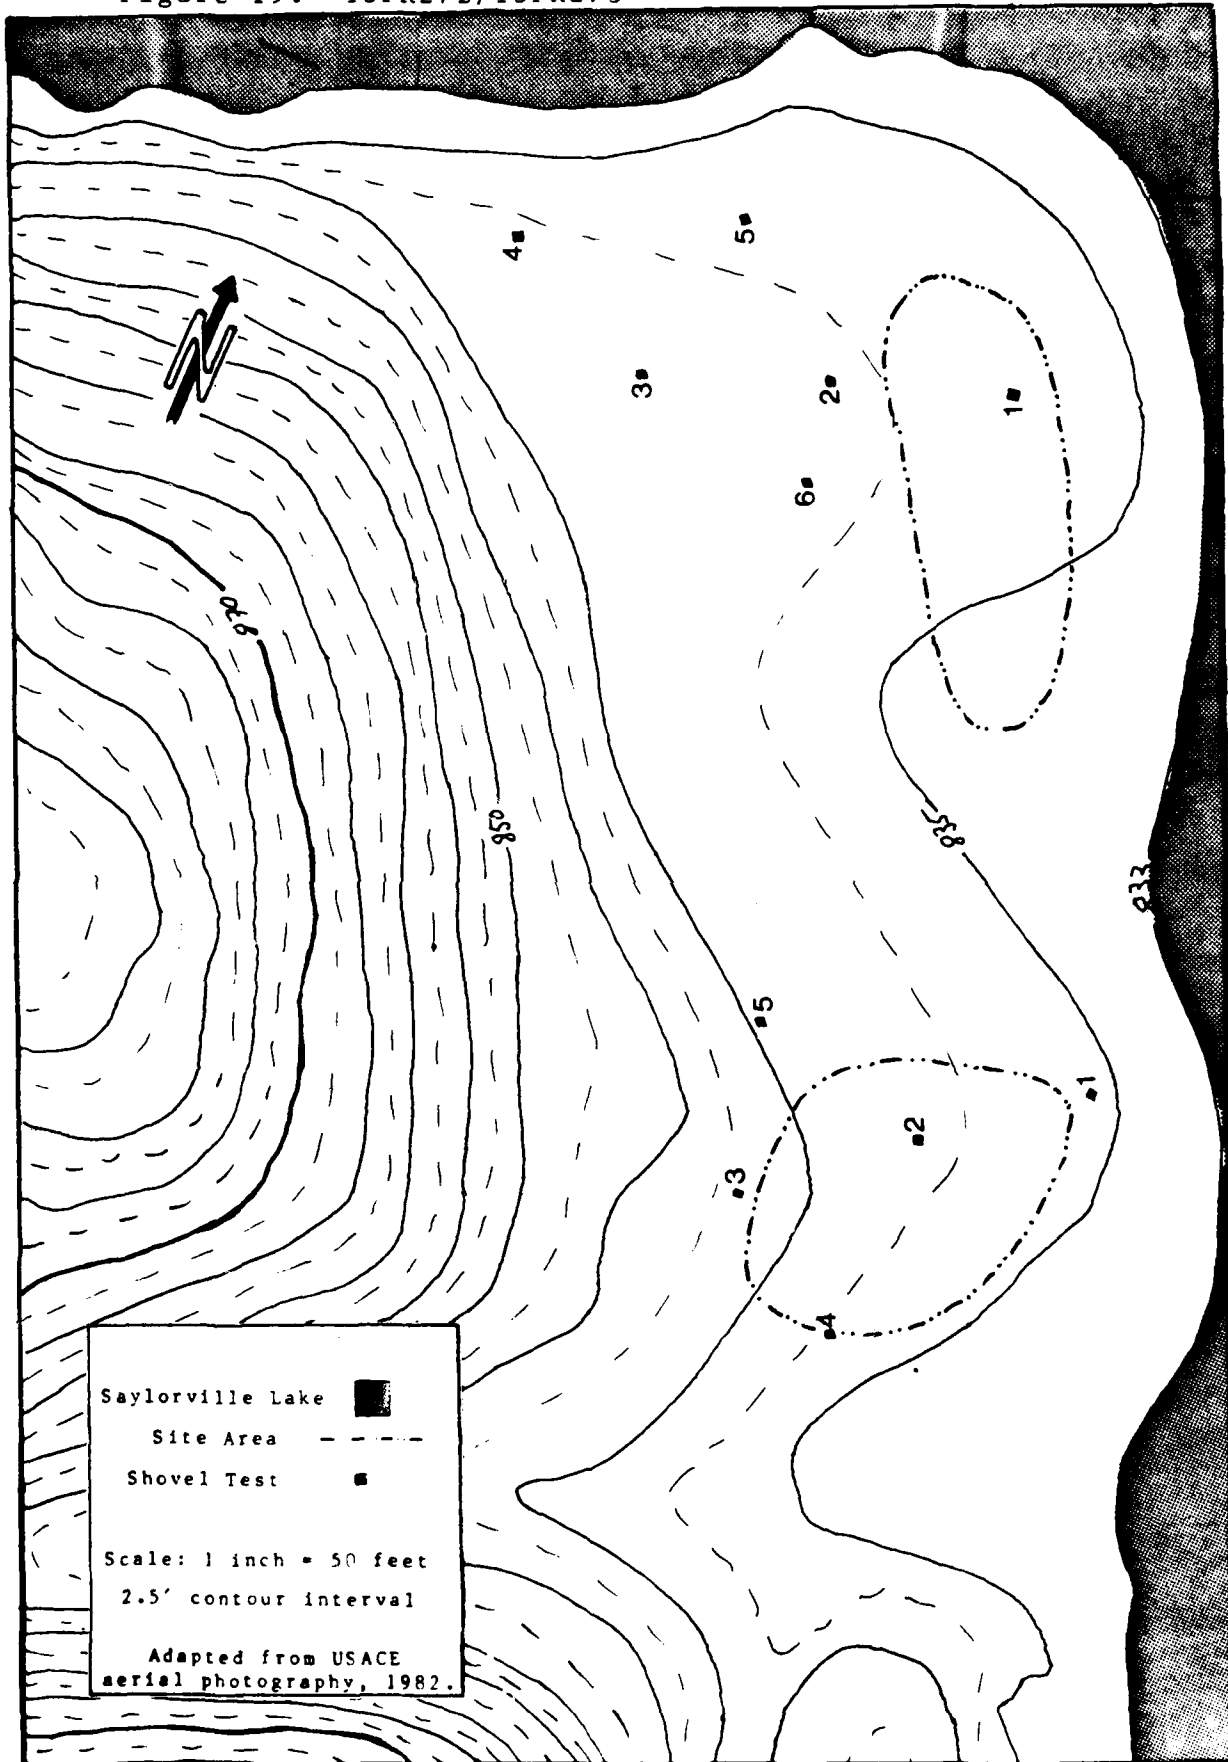 4
5
3
2
1
6
N
870
850
835
833
5
1
2
3
4
Saylorville Lake
Site Area
Shovel Test
Scale: 1 inch = 50 feet
2.5' contour interval
Adapted from USACE
aerial photography, 1982.